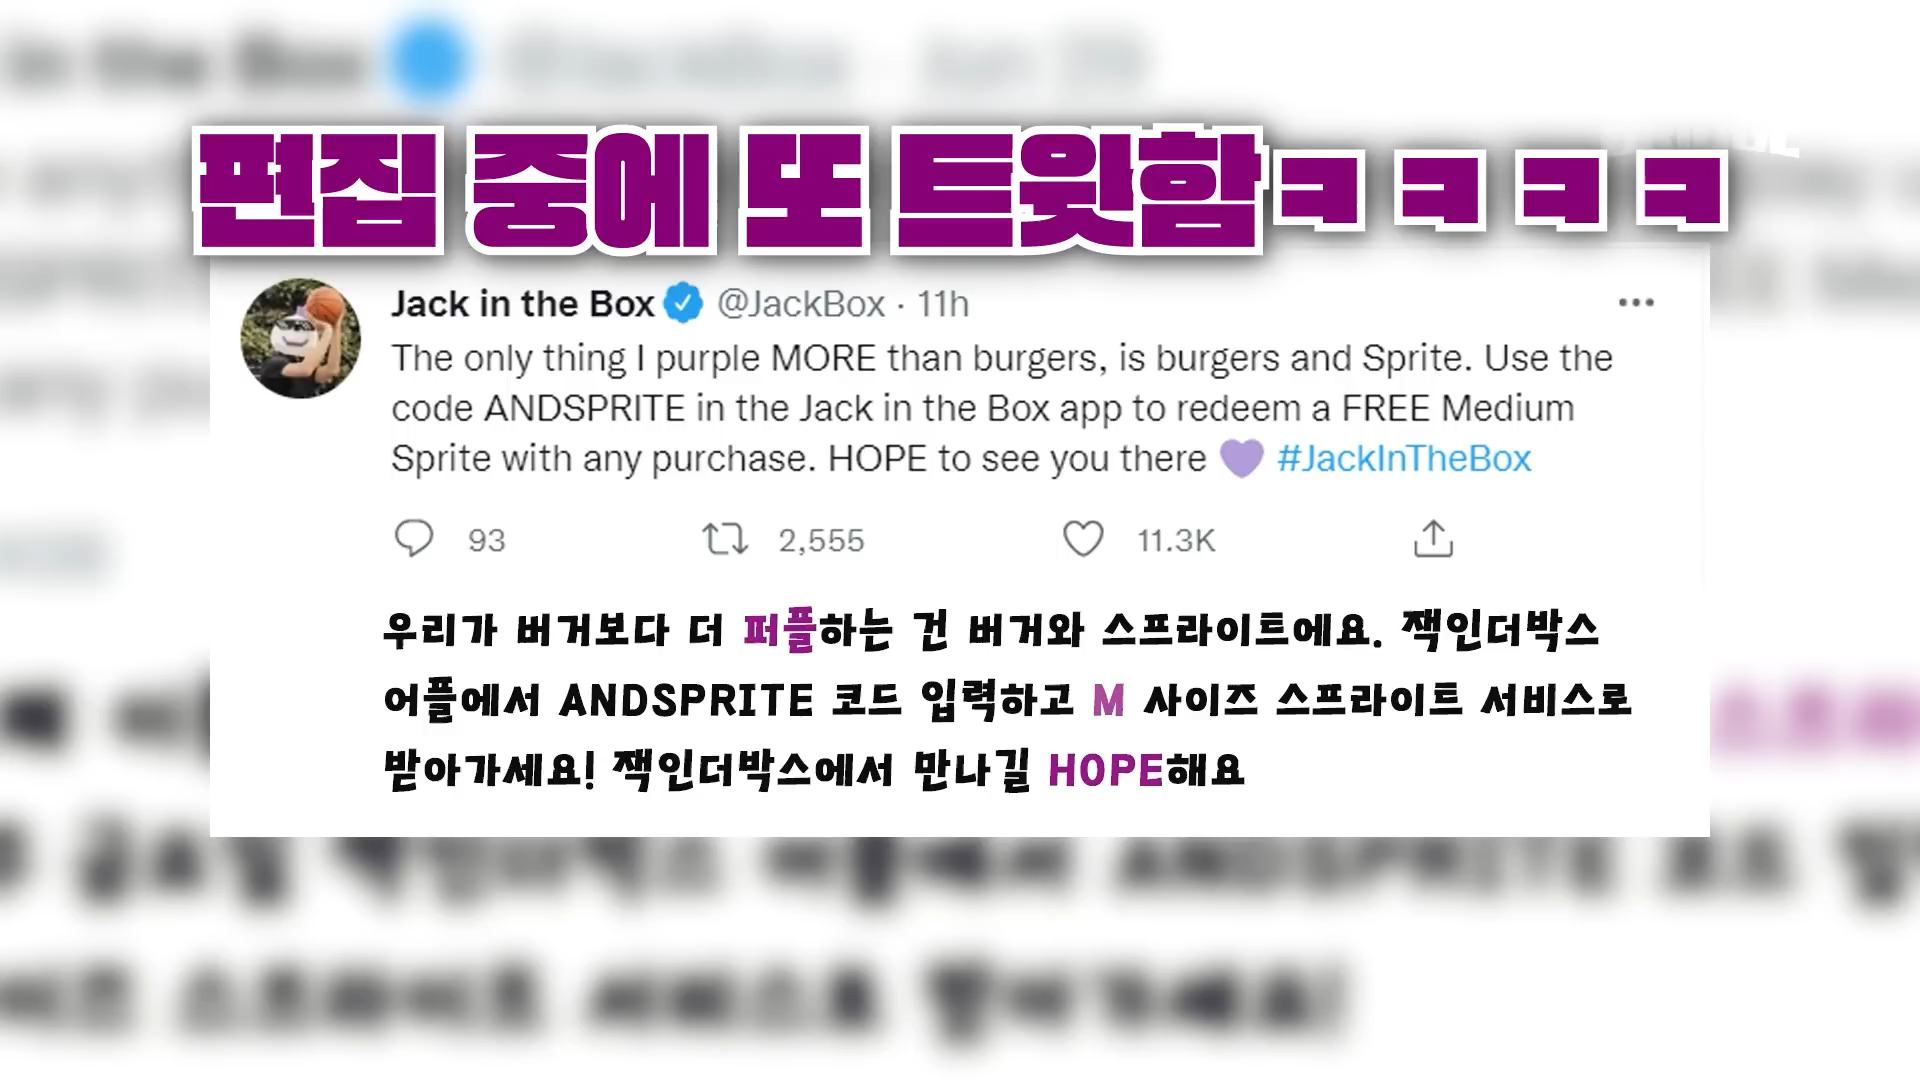 in the Box
편집 중에 또 트윗함ㅋㅋㅋㅋ
Jack in the Box @JackBox · 11h
The only thing I purple MORE than burgers, is burgers and Sprite. Use the
code ANDSPRITE in the Jack in the Box app to redeem a FREE Medium
Sprite with any purchase. HOPE to see you there 💜 #JackInTheBox
93 2,555 11.3K
우리가 버거보다 더 퍼플하는 건 버거와 스프라이트에요. 잭인더박스
어플에서 ANDSPRITE 코드 입력하고 M 사이즈 스프라이트 서비스로
받아가세요! 잭인더박스에서 만나길 HOPE해요